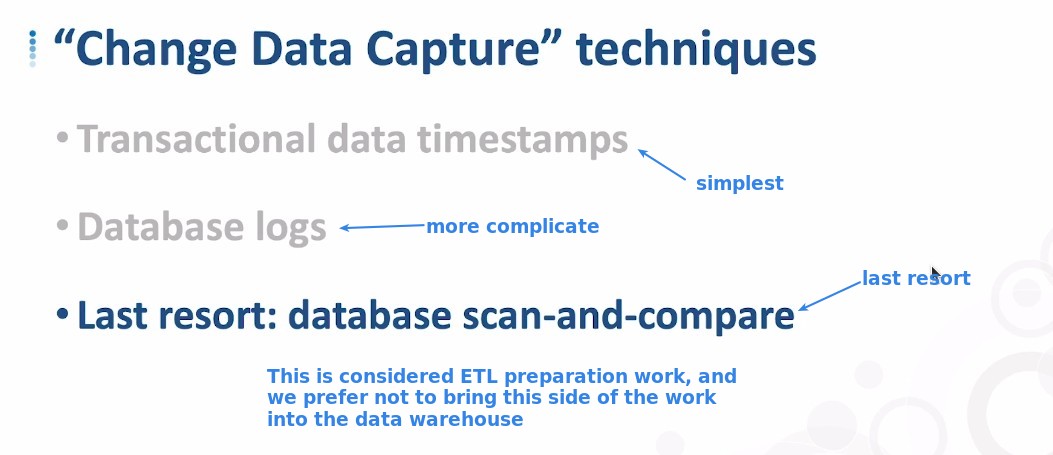 “Change Data Capture” techniques
• Transactional data timestamps
simplest
• Database logs
more complicate
last resort
• Last resort: database scan-and-compare
This is considered ETL preparation work, and
we prefer not to bring this side of the work
into the data warehouse